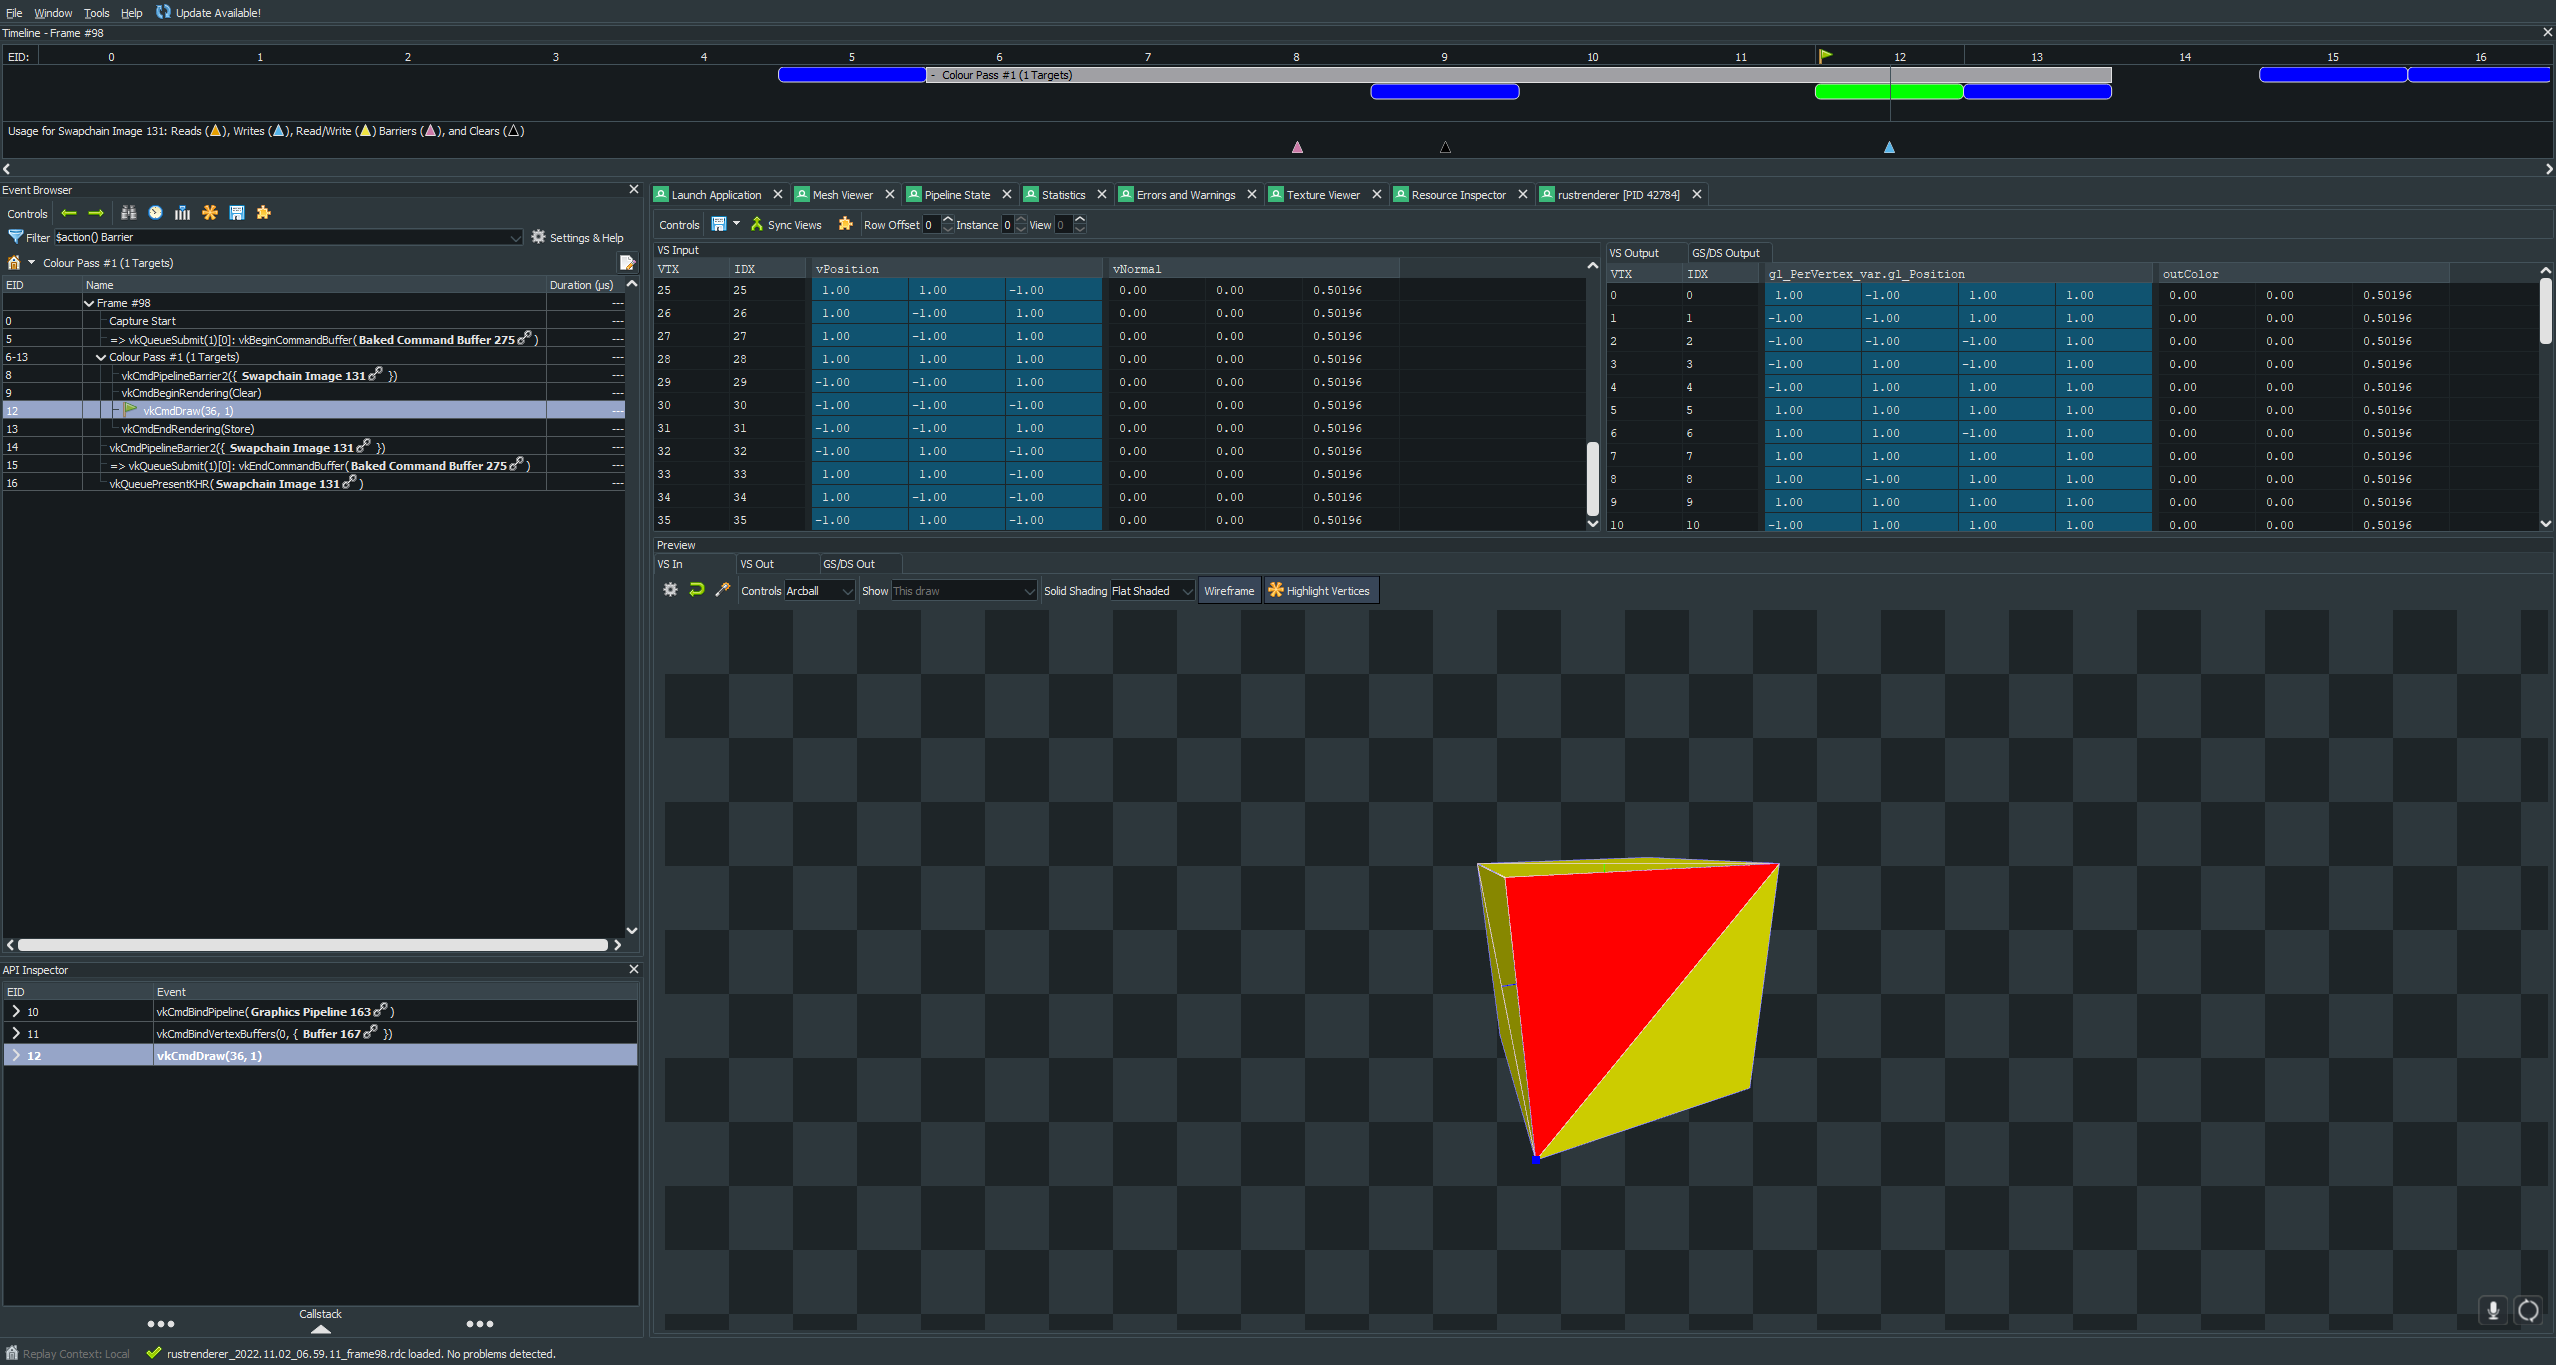 File Window Tools Help Update Available!
Timeline - Frame #98
EID: 0 1 2 3 4 5 6 7 8 9 10 11 12 13 14 15 16
- Colour Pass #1 (1 Targets)
Usage for Swapchain Image 131: Reads ( ), Writes ( ), Read/Write ( ) Barriers ( ), and Clears ( )
Event Browser
Controls
Filter $action() Barrier Settings & Help
Colour Pass #1 (1 Targets)
EID Name Duration (µs)
Frame #98 ---
0 Capture Start ---
5 => vkQueueSubmit(1)[0]: vkBeginCommandBuffer( Baked Command Buffer 275 ) ---
6-13 Colour Pass #1 (1 Targets) ---
8 vkCmdPipelineBarrier2({ Swapchain Image 131 }) ---
9 vkCmdBeginRendering(Clear) ---
12 vkCmdDraw(36, 1) ---
13 vkCmdEndRendering(Store) ---
14 vkCmdPipelineBarrier2({ Swapchain Image 131 }) ---
15 => vkQueueSubmit(1)[0]: vkEndCommandBuffer( Baked Command Buffer 275 ) ---
16 vkQueuePresentKHR( Swapchain Image 131 ) ---
API Inspector
EID Event
10 vkCmdBindPipeline( Graphics Pipeline 163 )
11 vkCmdBindVertexBuffers(0, { Buffer 167 })
12 vkCmdDraw(36, 1)
Callstack
Launch Application Mesh Viewer Pipeline State Statistics Errors and Warnings Texture Viewer Resource Inspector rustrenderer [PID 42784]
Controls Sync Views Row Offset 0 Instance 0 View 0
VS Input
VTX IDX vPosition vNormal
25 25 1.00 1.00 -1.00 0.00 0.00 0.50196
26 26 1.00 -1.00 1.00 0.00 0.00 0.50196
27 27 1.00 -1.00 1.00 0.00 0.00 0.50196
28 28 1.00 1.00 1.00 0.00 0.00 0.50196
29 29 -1.00 -1.00 1.00 0.00 0.00 0.50196
30 30 -1.00 -1.00 -1.00 0.00 0.00 0.50196
31 31 -1.00 -1.00 1.00 0.00 0.00 0.50196
32 32 -1.00 1.00 -1.00 0.00 0.00 0.50196
33 33 1.00 1.00 -1.00 0.00 0.00 0.50196
34 34 1.00 -1.00 -1.00 0.00 0.00 0.50196
35 35 -1.00 1.00 -1.00 0.00 0.00 0.50196
VS Output GS/DS Output
VTX IDX gl_PerVertex_var.gl_Position outColor
0 0 1.00 -1.00 1.00 1.00 0.00 0.00 0.50196
1 1 -1.00 -1.00 1.00 1.00 0.00 0.00 0.50196
2 2 -1.00 -1.00 -1.00 1.00 0.00 0.00 0.50196
3 3 -1.00 1.00 -1.00 1.00 0.00 0.00 0.50196
4 4 -1.00 1.00 1.00 1.00 0.00 0.00 0.50196
5 5 1.00 1.00 1.00 1.00 0.00 0.00 0.50196
6 6 1.00 1.00 -1.00 1.00 0.00 0.00 0.50196
7 7 1.00 1.00 1.00 1.00 0.00 0.00 0.50196
8 8 1.00 -1.00 1.00 1.00 0.00 0.00 0.50196
9 9 1.00 1.00 1.00 1.00 0.00 0.00 0.50196
10 10 -1.00 1.00 1.00 1.00 0.00 0.00 0.50196
Preview
VS In VS Out GS/DS Out
Controls Arcball Show This draw Solid Shading Flat Shaded Wireframe Highlight Vertices
Replay Context: Local rustrenderer_2022.11.02_06.59.11_frame98.rdc loaded. No problems detected.